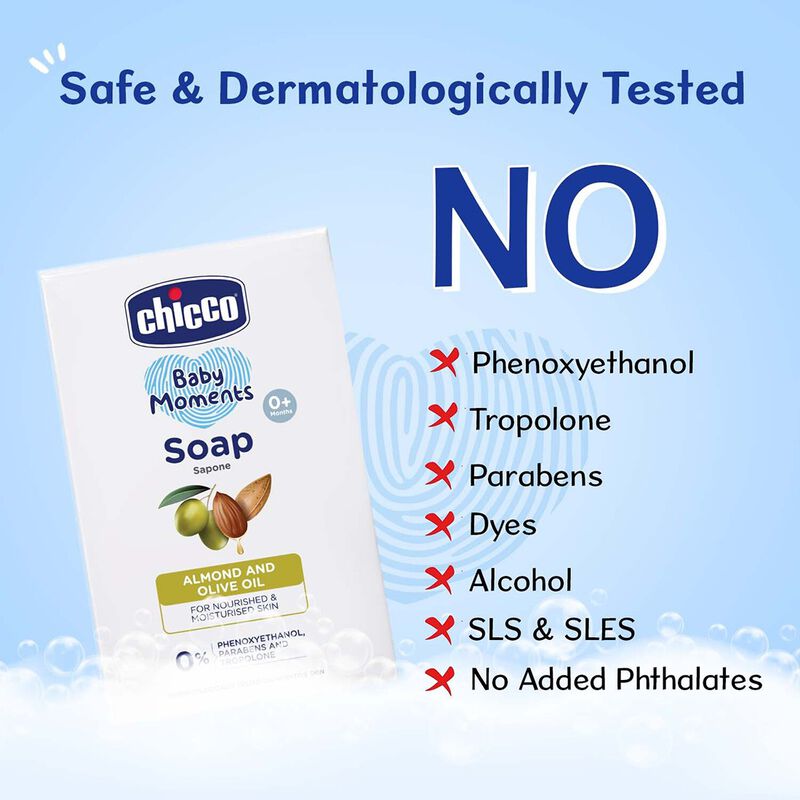 Safe & Dermatologically Tested
NO
chicco
Baby
Moments
0+
Months
Soap
Sapone
ALMOND AND
OLIVE OIL
FOR NOURISHED &
MOISTURISED SKIN
0%
PHENOXYETHANOL,
PARABENS AND
TROPOLONE
Phenoxyethanol
Tropolone
Parabens
Dyes
Alcohol
SLS & SLES
No Added Phthalates